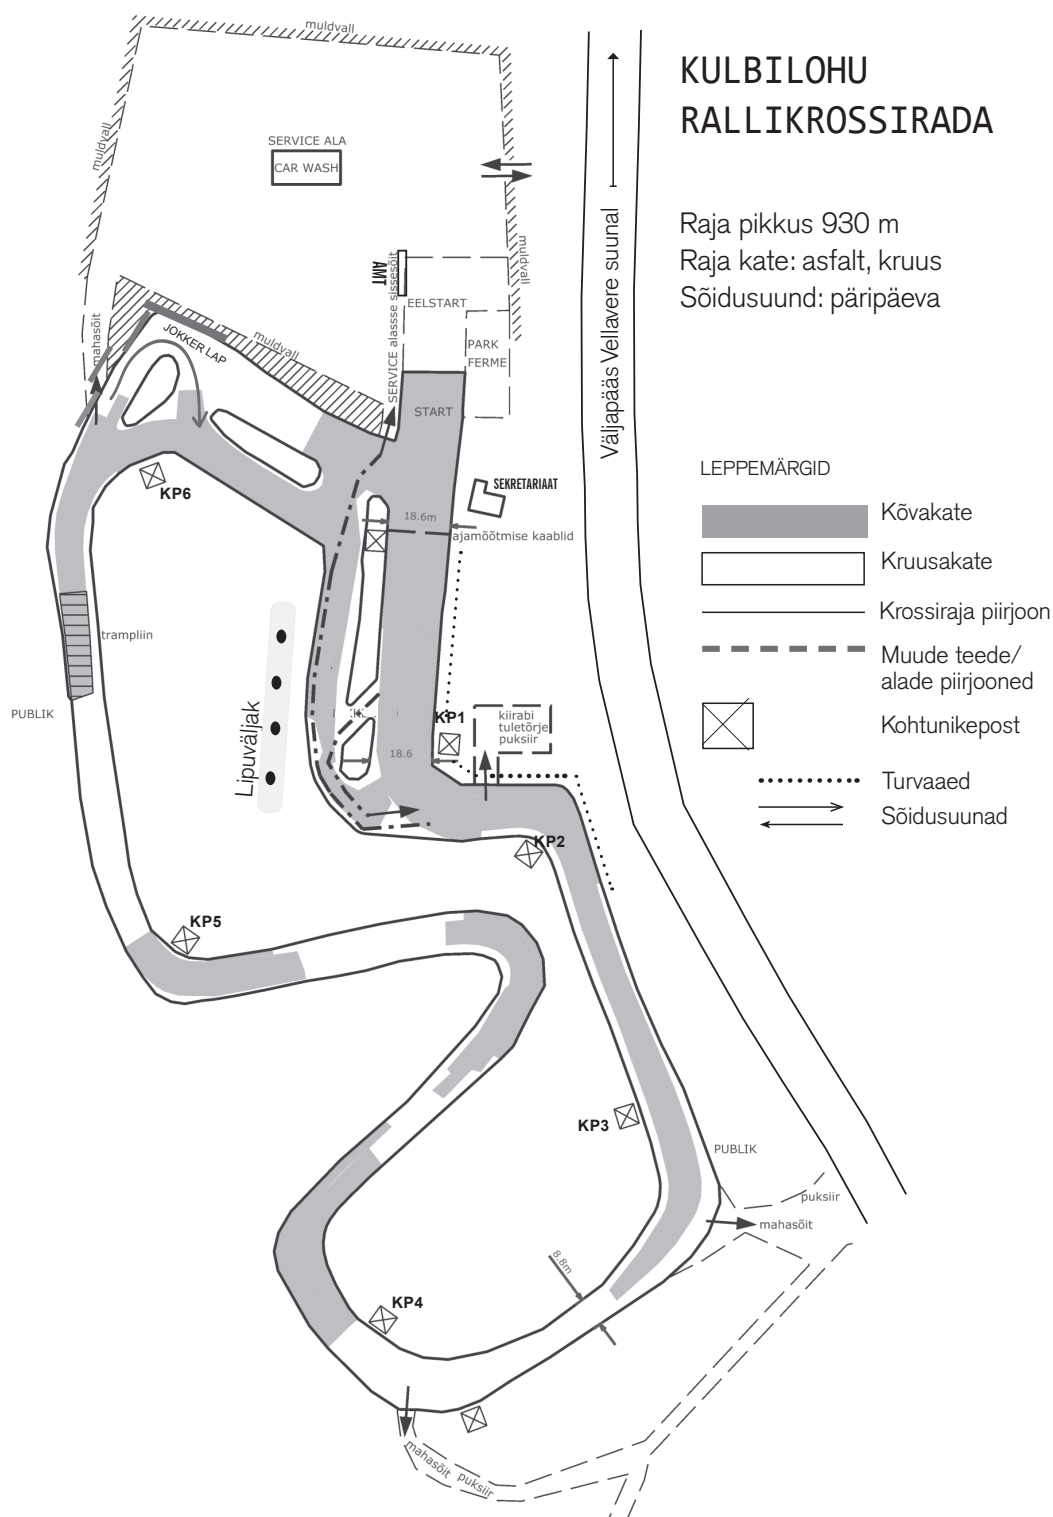 KULBILOHU
RALLIKROSSIRADA
Raja pikkus 930 m
Raja kate: asfalt, kruus
Sõidusuund: päripäeva
muldvall
muldvall
SERVICE ALA
CAR WASH
muldvall
AMT
SERVICE alassse sissesõit
EELSTART
PARK
FERME
mahasõit
JOKKER LAP
muldvall
START
Väljapääs Vellavere suunal
KP6
SEKRETARIAAT
18.6m
ajamõõtmise kaablid
trampliin
PUBLIK
Lipuväljak
KP1
kiirabi
tuletõrje
puksiir
18.6
KP2
KP5
KP3
PUBLIK
puksiir
mahasõit
8.8m
KP4
mahasõit puksiir
LEPPEMÄRGID
Kõvakate
Kruusakate
Krossiraja piirjoon
Muude teede/
alade piirjooned
Kohtunikepost
Turvaaed
Sõidusuunad